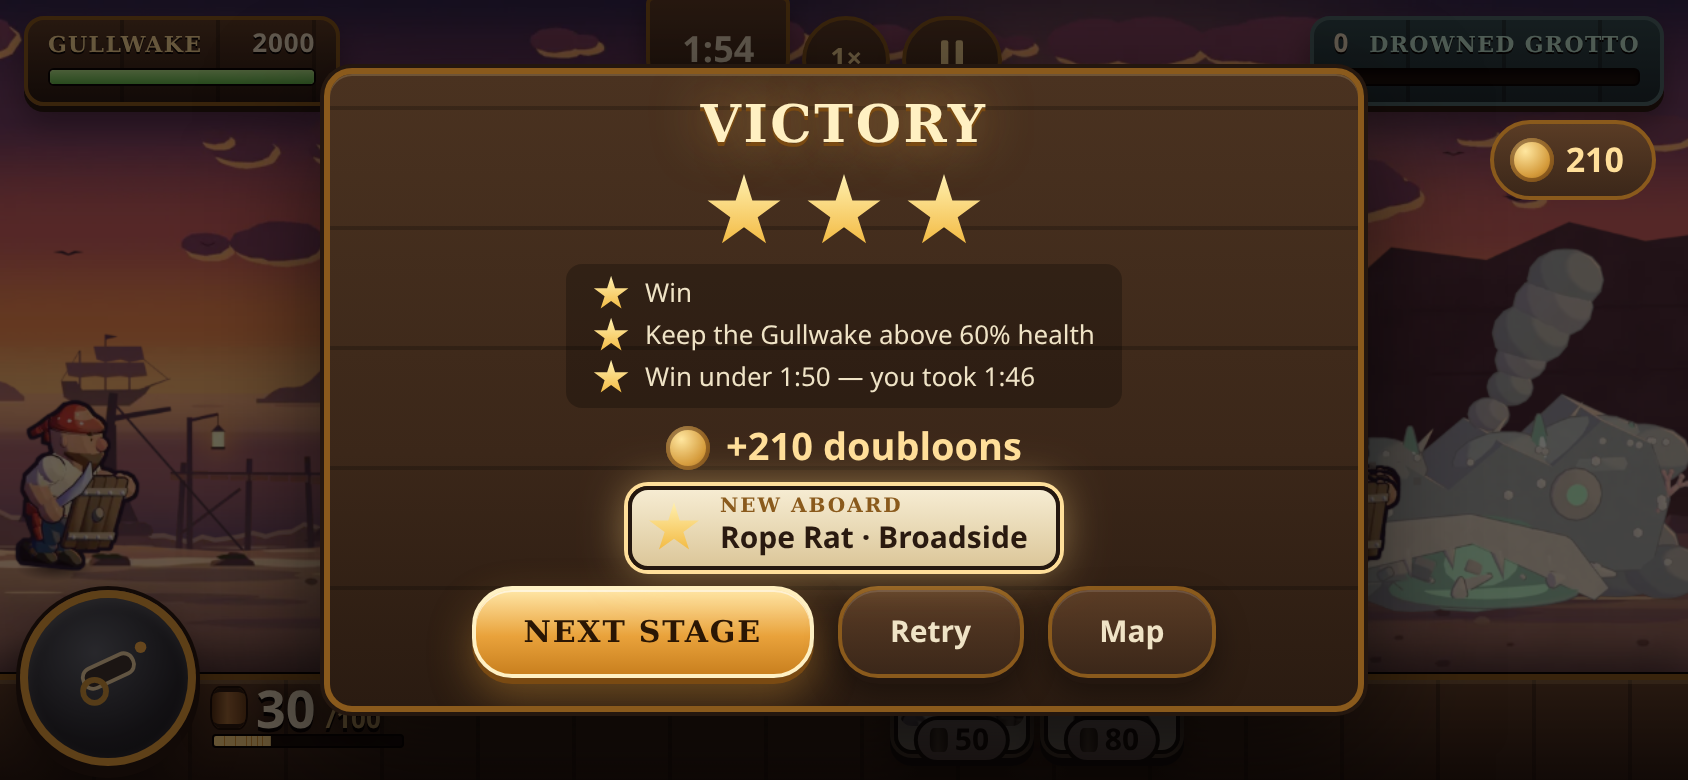 GULLWAKE 2000
1:54
1×
0 DROWNED GROTTO
210
VICTORY
Win
Keep the Gullwake above 60% health
Win under 1:50 — you took 1:46
+210 doubloons
NEW ABOARD
Rope Rat · Broadside
NEXT STAGE
Retry
Map
30 /100
50
80